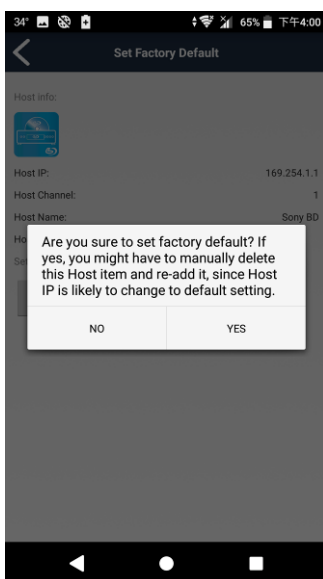 34° 65% 下午4:00
Set Factory Default
Host info:
Host IP: 169.254.1.1
Host Channel: 1
Host Name: Sony BD
Ho
Are you sure to set factory default? If
yes, you might have to manually delete
this Host item and re-add it, since Host
IP is likely to change to default setting.
Set
NO YES